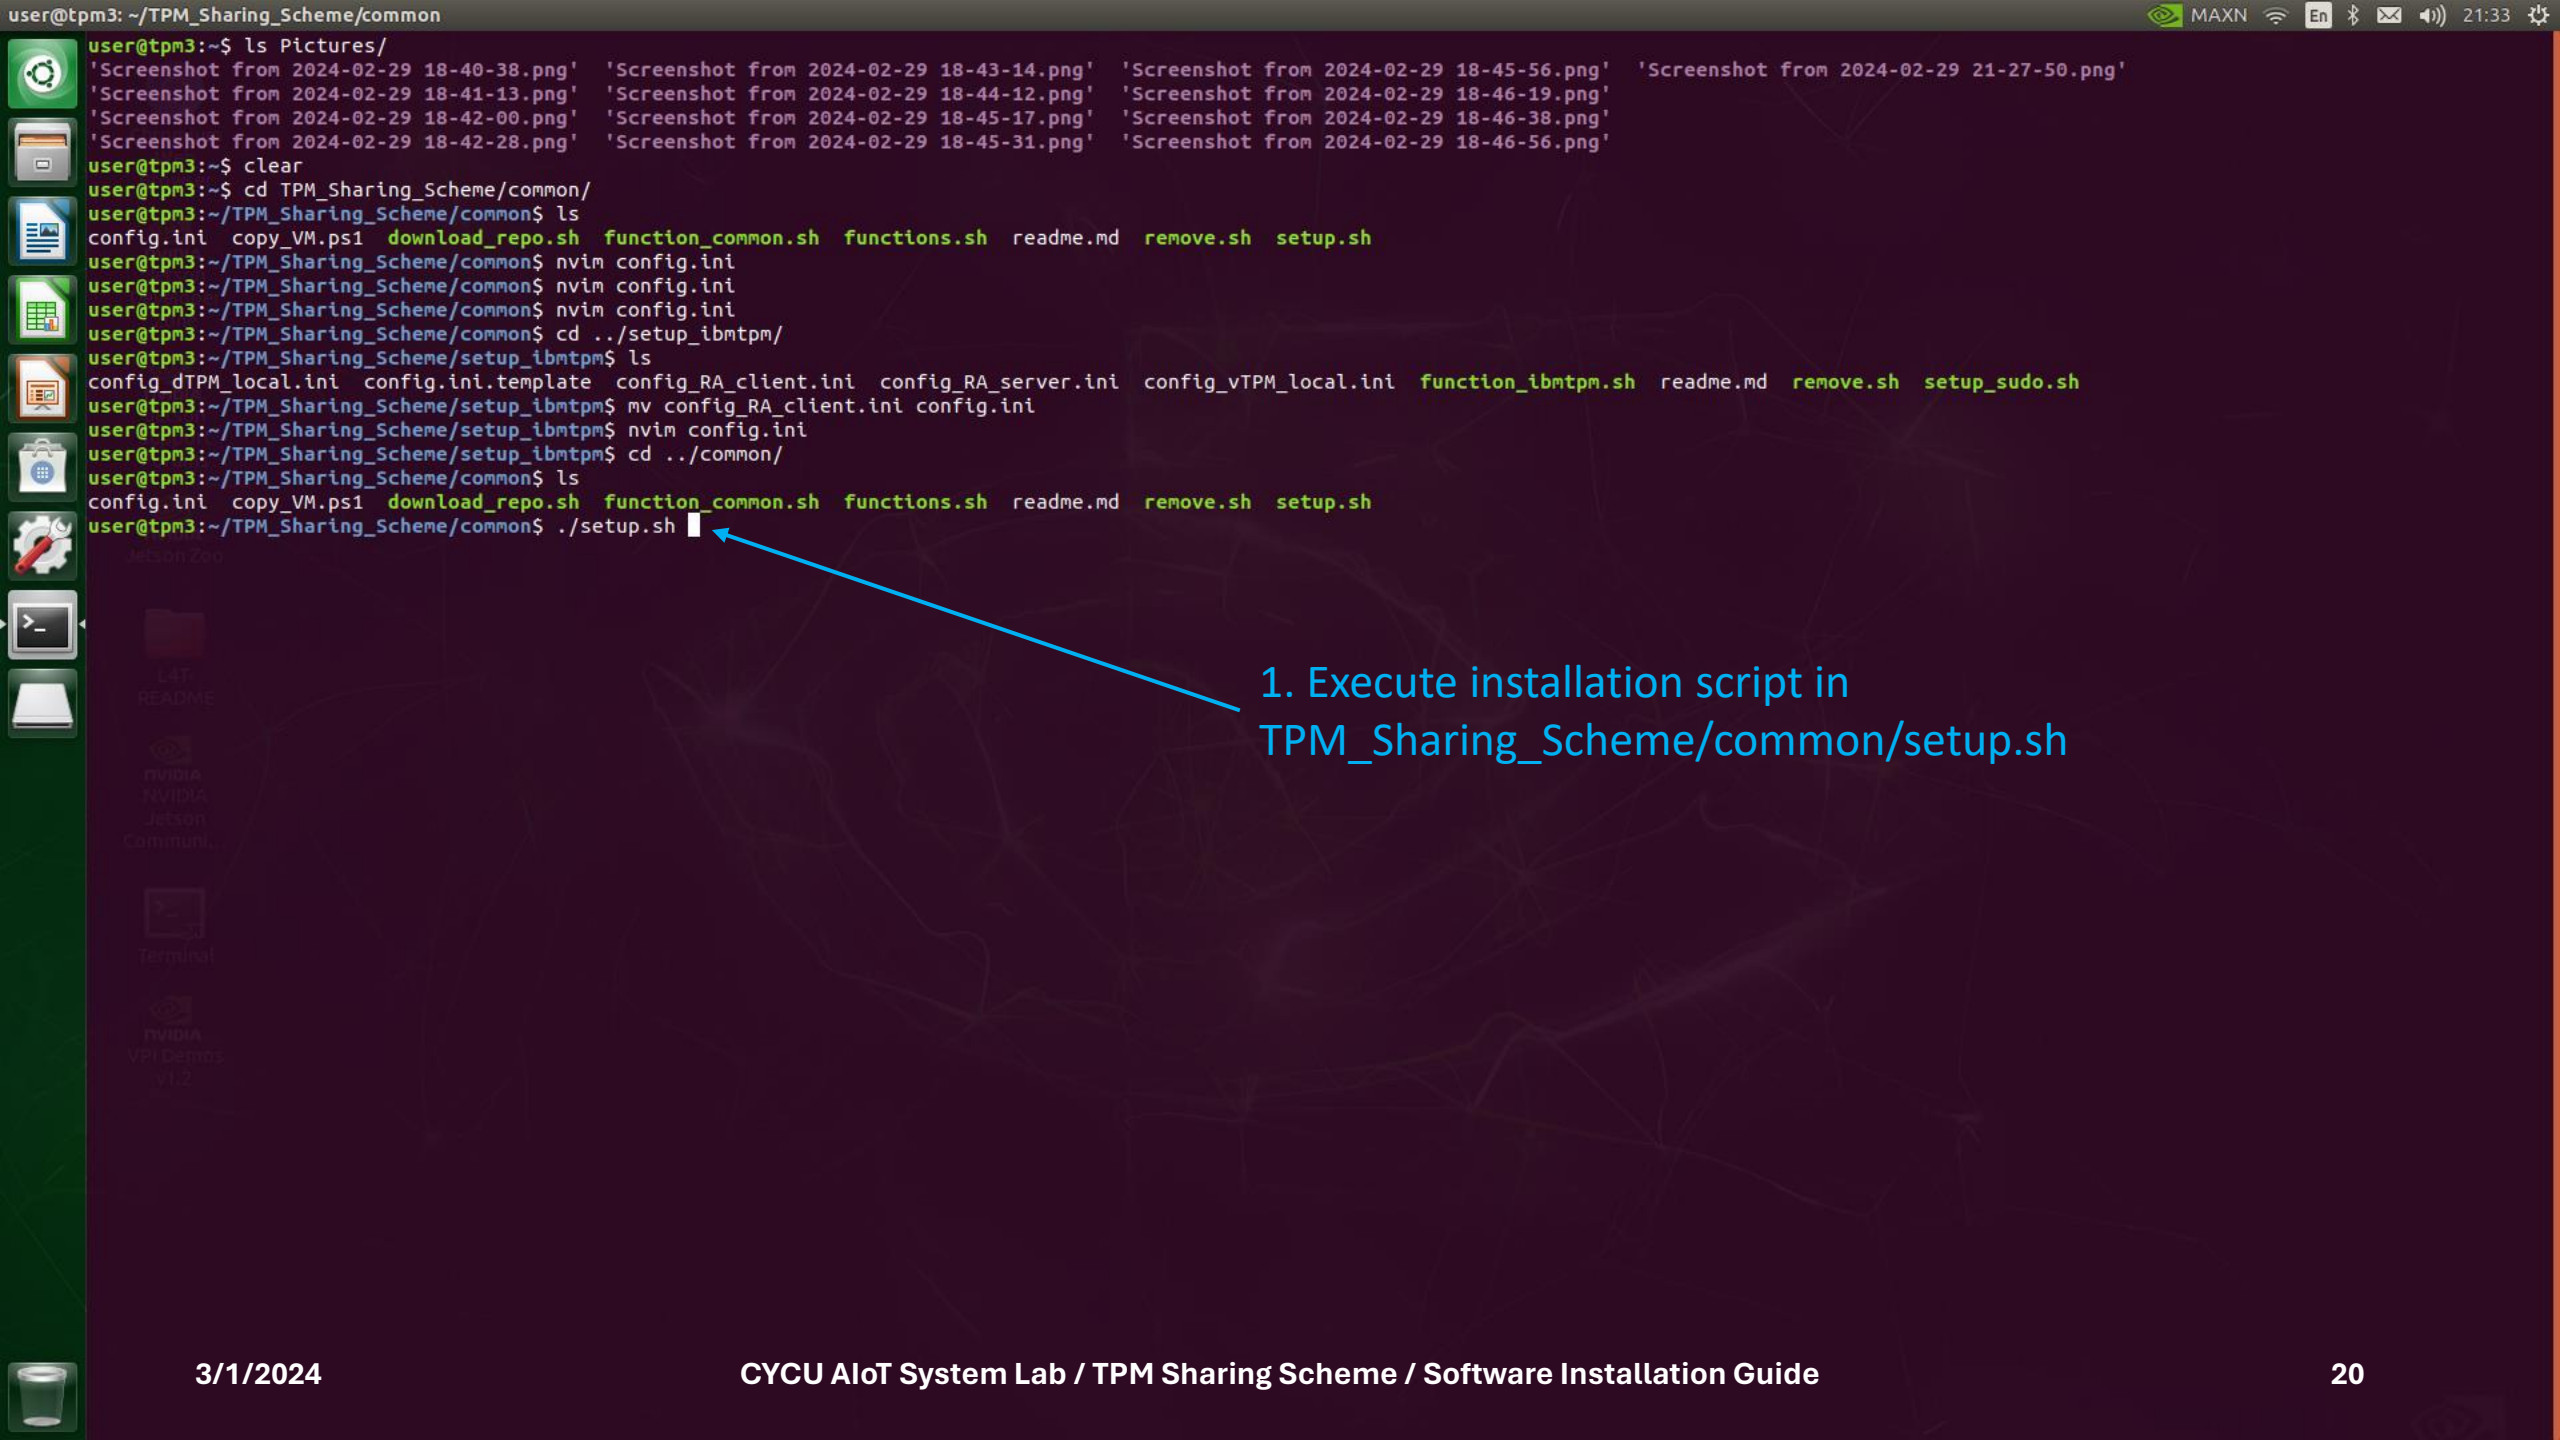 user@tpm3: ~/TPM_Sharing_Scheme/common
MAXN En 21:33
user@tpm3:~$ ls Pictures/
'Screenshot from 2024-02-29 18-40-38.png' 'Screenshot from 2024-02-29 18-43-14.png' 'Screenshot from 2024-02-29 18-45-56.png' 'Screenshot from 2024-02-29 21-27-50.png'
'Screenshot from 2024-02-29 18-41-13.png' 'Screenshot from 2024-02-29 18-44-12.png' 'Screenshot from 2024-02-29 18-46-19.png'
'Screenshot from 2024-02-29 18-42-00.png' 'Screenshot from 2024-02-29 18-45-17.png' 'Screenshot from 2024-02-29 18-46-38.png'
'Screenshot from 2024-02-29 18-42-28.png' 'Screenshot from 2024-02-29 18-45-31.png' 'Screenshot from 2024-02-29 18-46-56.png'
user@tpm3:~$ clear
user@tpm3:~$ cd TPM_Sharing_Scheme/common/
user@tpm3:~/TPM_Sharing_Scheme/common$ ls
config.ini copy_VM.ps1 download_repo.sh function_common.sh functions.sh readme.md remove.sh setup.sh
user@tpm3:~/TPM_Sharing_Scheme/common$ nvim config.ini
user@tpm3:~/TPM_Sharing_Scheme/common$ nvim config.ini
user@tpm3:~/TPM_Sharing_Scheme/common$ nvim config.ini
user@tpm3:~/TPM_Sharing_Scheme/common$ cd ../setup_ibmtpm/
user@tpm3:~/TPM_Sharing_Scheme/setup_ibmtpm$ ls
config_dTPM_local.ini config.ini.template config_RA_client.ini config_RA_server.ini config_vTPM_local.ini function_ibmtpm.sh readme.md remove.sh setup_sudo.sh
user@tpm3:~/TPM_Sharing_Scheme/setup_ibmtpm$ mv config_RA_client.ini config.ini
user@tpm3:~/TPM_Sharing_Scheme/setup_ibmtpm$ nvim config.ini
user@tpm3:~/TPM_Sharing_Scheme/setup_ibmtpm$ cd ../common/
user@tpm3:~/TPM_Sharing_Scheme/common$ ls
config.ini copy_VM.ps1 download_repo.sh function_common.sh functions.sh readme.md remove.sh setup.sh
user@tpm3:~/TPM_Sharing_Scheme/common$ ./setup.sh
Jetson Zoo
L4T-
README
NVIDIA
NVIDIA
Jetson
Communi...
Terminal
NVIDIA
VPI Demos
v1.2
1. Execute installation script in
TPM_Sharing_Scheme/common/setup.sh
3/1/2024
CYCU AIoT System Lab / TPM Sharing Scheme / Software Installation Guide
20